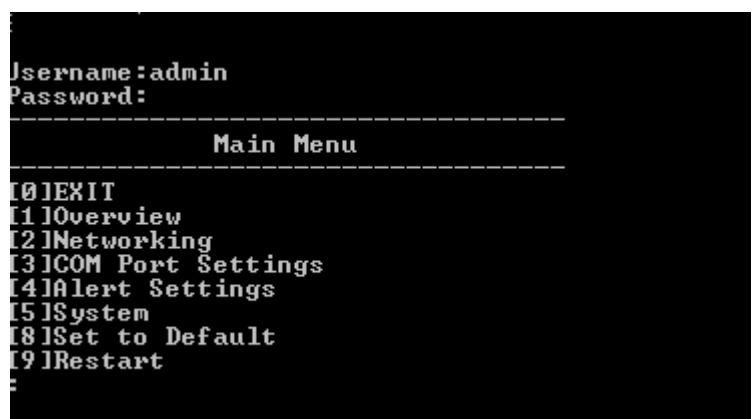 Username:admin
Password:
-----------------------------------
Main Menu
-----------------------------------
[0]EXIT
[1]Overview
[2]Networking
[3]COM Port Settings
[4]Alert Settings
[5]System
[8]Set to Default
[9]Restart
: